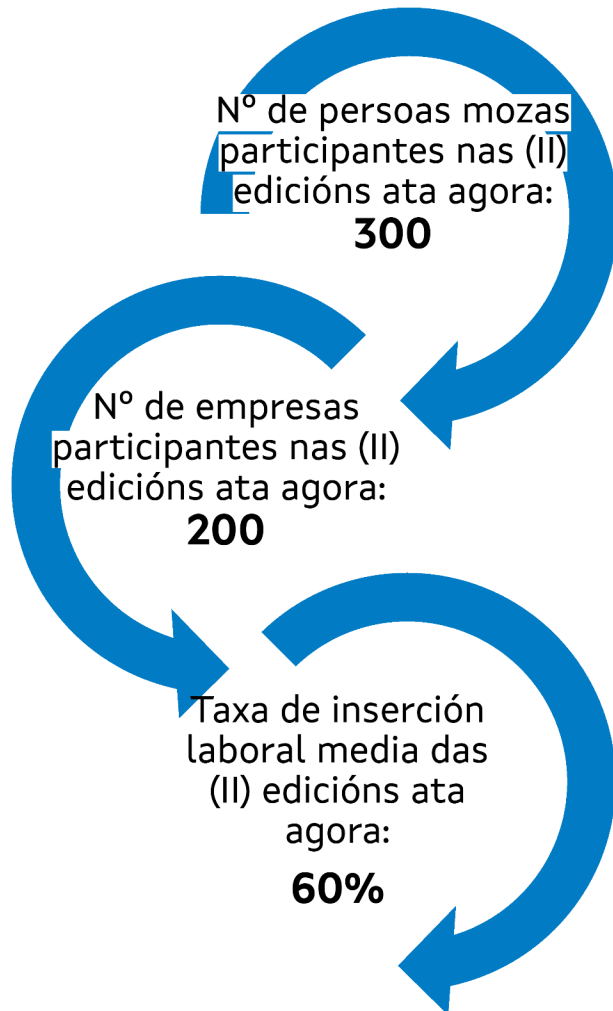 Nº de persoas mozas
participantes nas (II)
edicións ata agora:
300
Nº de empresas
participantes nas (II)
edicións ata agora:
200
Taxa de inserción
laboral media das
(II) edicións ata
agora:
60%